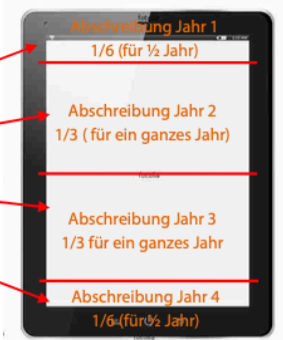 Abschreibung Jahr 1
1/6 (für ½ Jahr)
Abschreibung Jahr 2
1/3 ( für ein ganzes Jahr)
Abschreibung Jahr 3
1/3 für ein ganzes Jahr
Abschreibung Jahr 4
1/6 (für ½ Jahr)